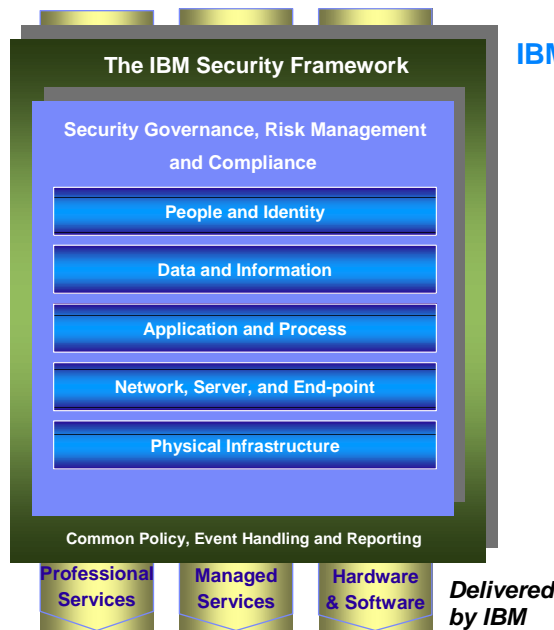 The IBM Security Framework
IBM
Security Governance, Risk Management
and Compliance
People and Identity
Data and Information
Application and Process
Network, Server, and End-point
Physical Infrastructure
Common Policy, Event Handling and Reporting
Professional
Services
Managed
Services
Hardware
& Software
Delivered
by IBM